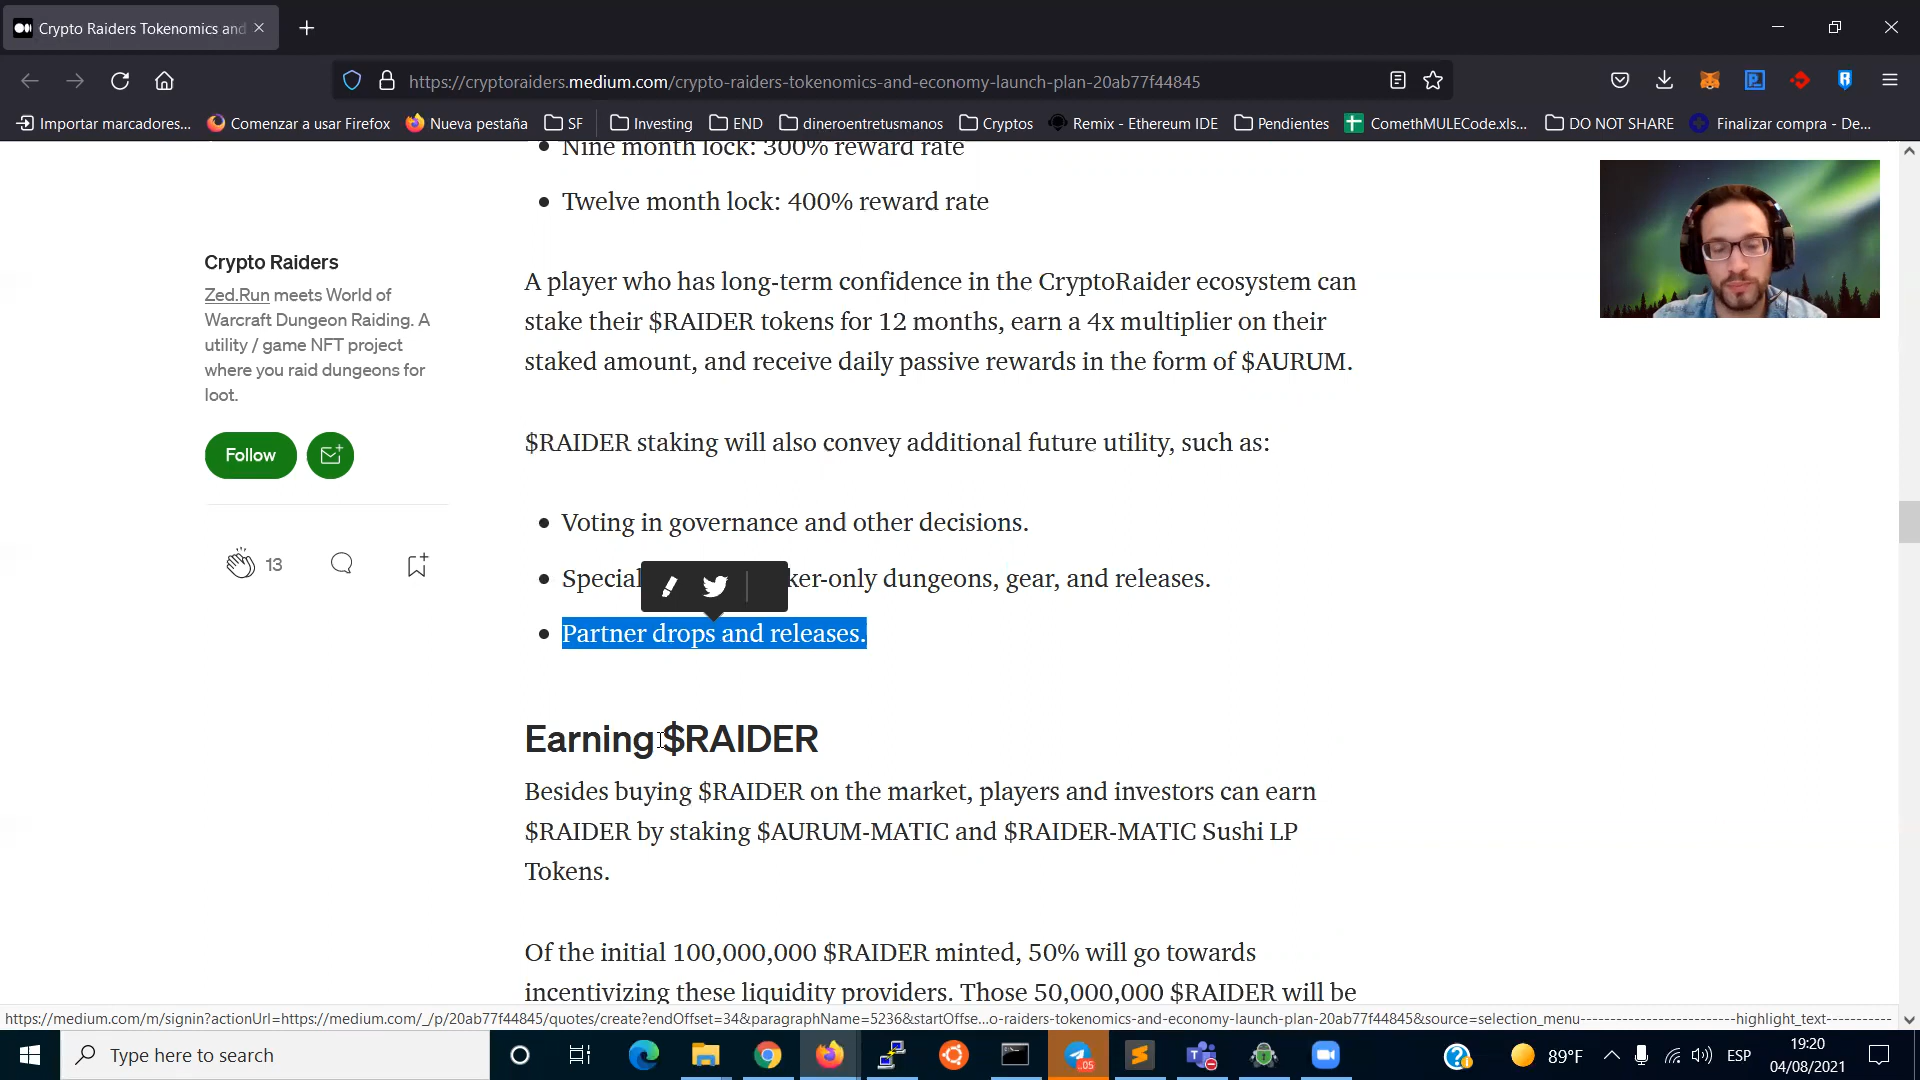 Crypto Raiders Tokenomics and
https://cryptoraiders.medium.com/crypto-raiders-tokenomics-and-economy-launch-plan-20ab77f44845
Importar marcadores...
Comenzar a usar Firefox
Nueva pestaña
SF
Investing
END
dineroentretusmanos
Cryptos
Remix - Ethereum IDE
Pendientes
ComethMULECode.xls...
DO NOT SHARE
Finalizar compra - De...
Nine month lock: 300% reward rate
Twelve month lock: 400% reward rate
Crypto Raiders
Zed.Run meets World of
Warcraft Dungeon Raiding. A
utility / game NFT project
where you raid dungeons for
loot.
Follow
13
A player who has long-term confidence in the CryptoRaider ecosystem can
stake their $RAIDER tokens for 12 months, earn a 4x multiplier on their
staked amount, and receive daily passive rewards in the form of $AURUM.
$RAIDER staking will also convey additional future utility, such as:
Voting in governance and other decisions.
Special ker-only dungeons, gear, and releases.
Partner drops and releases.
Earning $RAIDER
Besides buying $RAIDER on the market, players and investors can earn
$RAIDER by staking $AURUM-MATIC and $RAIDER-MATIC Sushi LP
Tokens.
Of the initial 100,000,000 $RAIDER minted, 50% will go towards
incentivizing these liquidity providers. Those 50,000,000 $RAIDER will be
https://medium.com/m/signin?actionUrl=https://medium.com/_/p/20ab77f44845/quotes/create?endOffset=34&paragraphName=5236&startOffse...o-raiders-tokenomics-and-economy-launch-plan-20ab77f44845&source=selection_menu--------------------------highlight_text-----------
Type here to search
89°F
ESP
19:20
04/08/2021